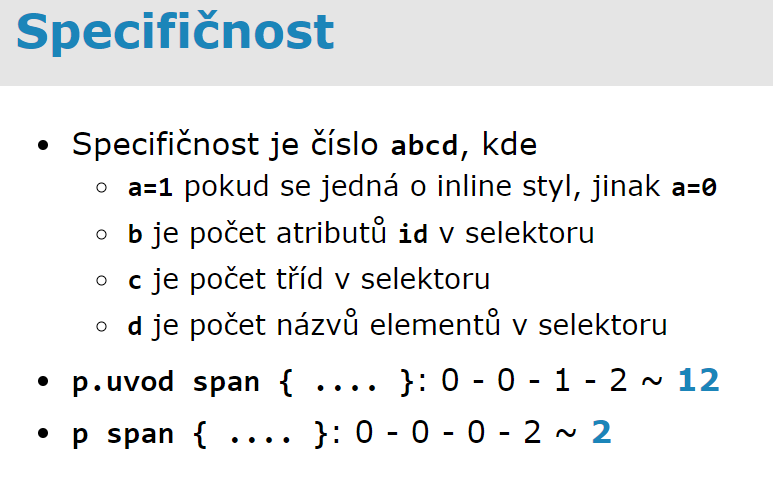 Specifičnost
• Specifičnost je číslo abcd, kde
○ a=1 pokud se jedná o inline styl, jinak a=0
○ b je počet atributů id v selektoru
○ c je počet tříd v selektoru
○ d je počet názvů elementů v selektoru
• p.uvod span { .... }: 0 - 0 - 1 - 2 ~ 12
• p span { .... }: 0 - 0 - 0 - 2 ~ 2